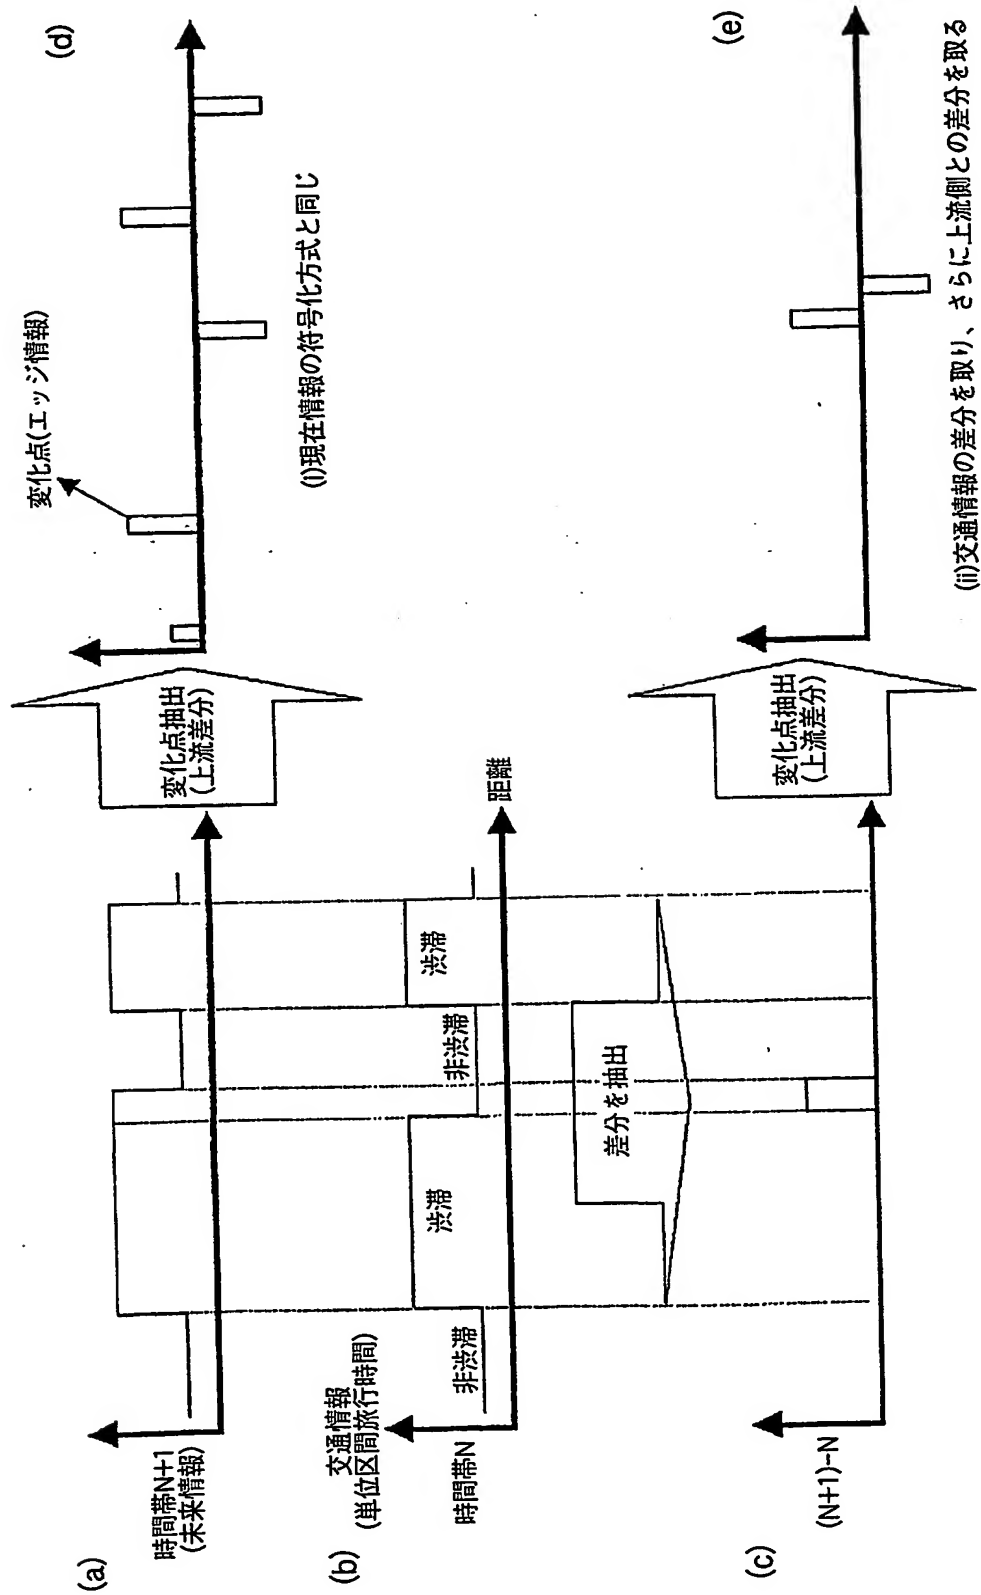 (a)
時間帯N+1
(未来情報)
変化点抽出
(上流差分)
(d)
変化点(エッジ情報)
(i)現在情報の符号化方式と同じ
(b)
交通情報
(単位区間旅行時間)
時間帯N
非渋滞
渋滞
非渋滞
渋滞
距離
差分を抽出
(c)
(N+1)-N
変化点抽出
(上流差分)
(e)
(ii)交通情報の差分を取り、さらに上流側との差分を取る